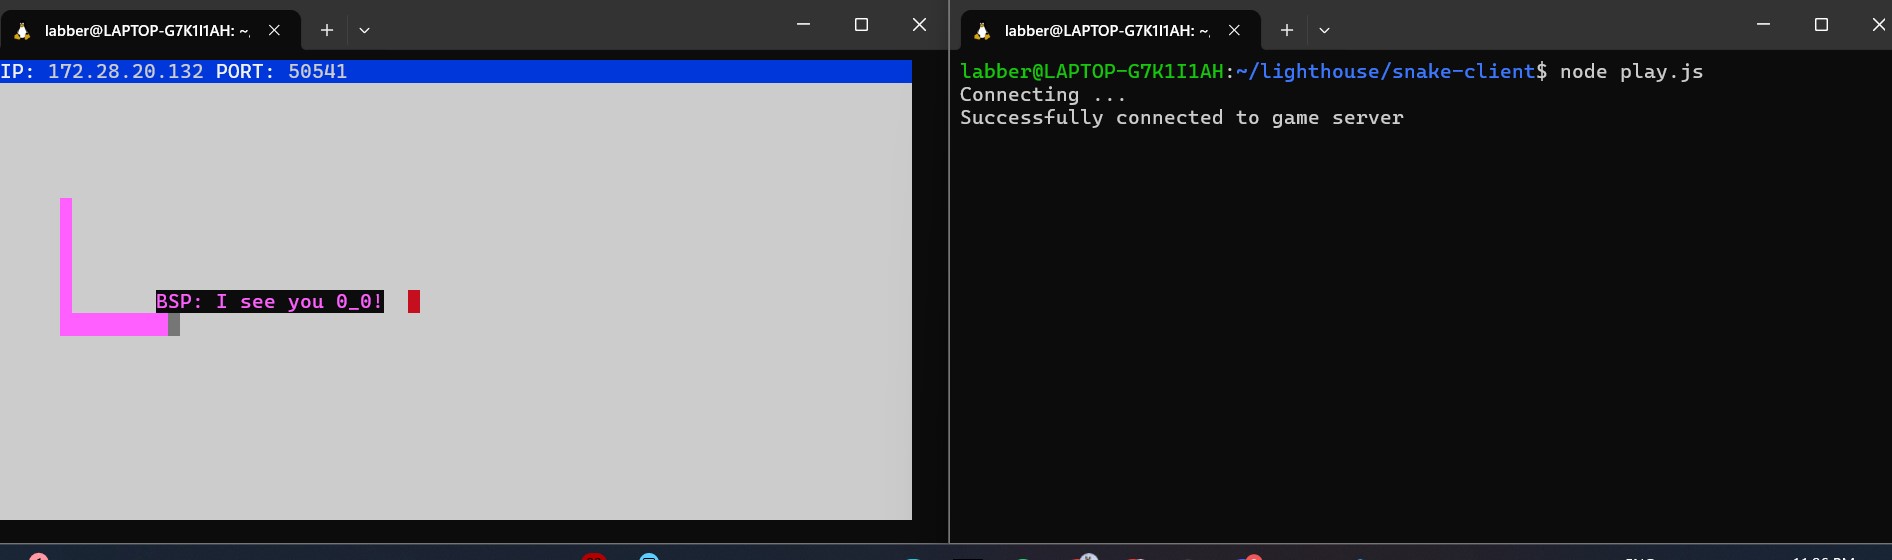 labber@LAPTOP-G7K1I1AH: ~
IP: 172.28.20.132 PORT: 50541
BSP: I see you 0_0!
labber@LAPTOP-G7K1I1AH: ~
labber@LAPTOP-G7K1I1AH:~/lighthouse/snake-client$ node play.js
Connecting ...
Successfully connected to game server